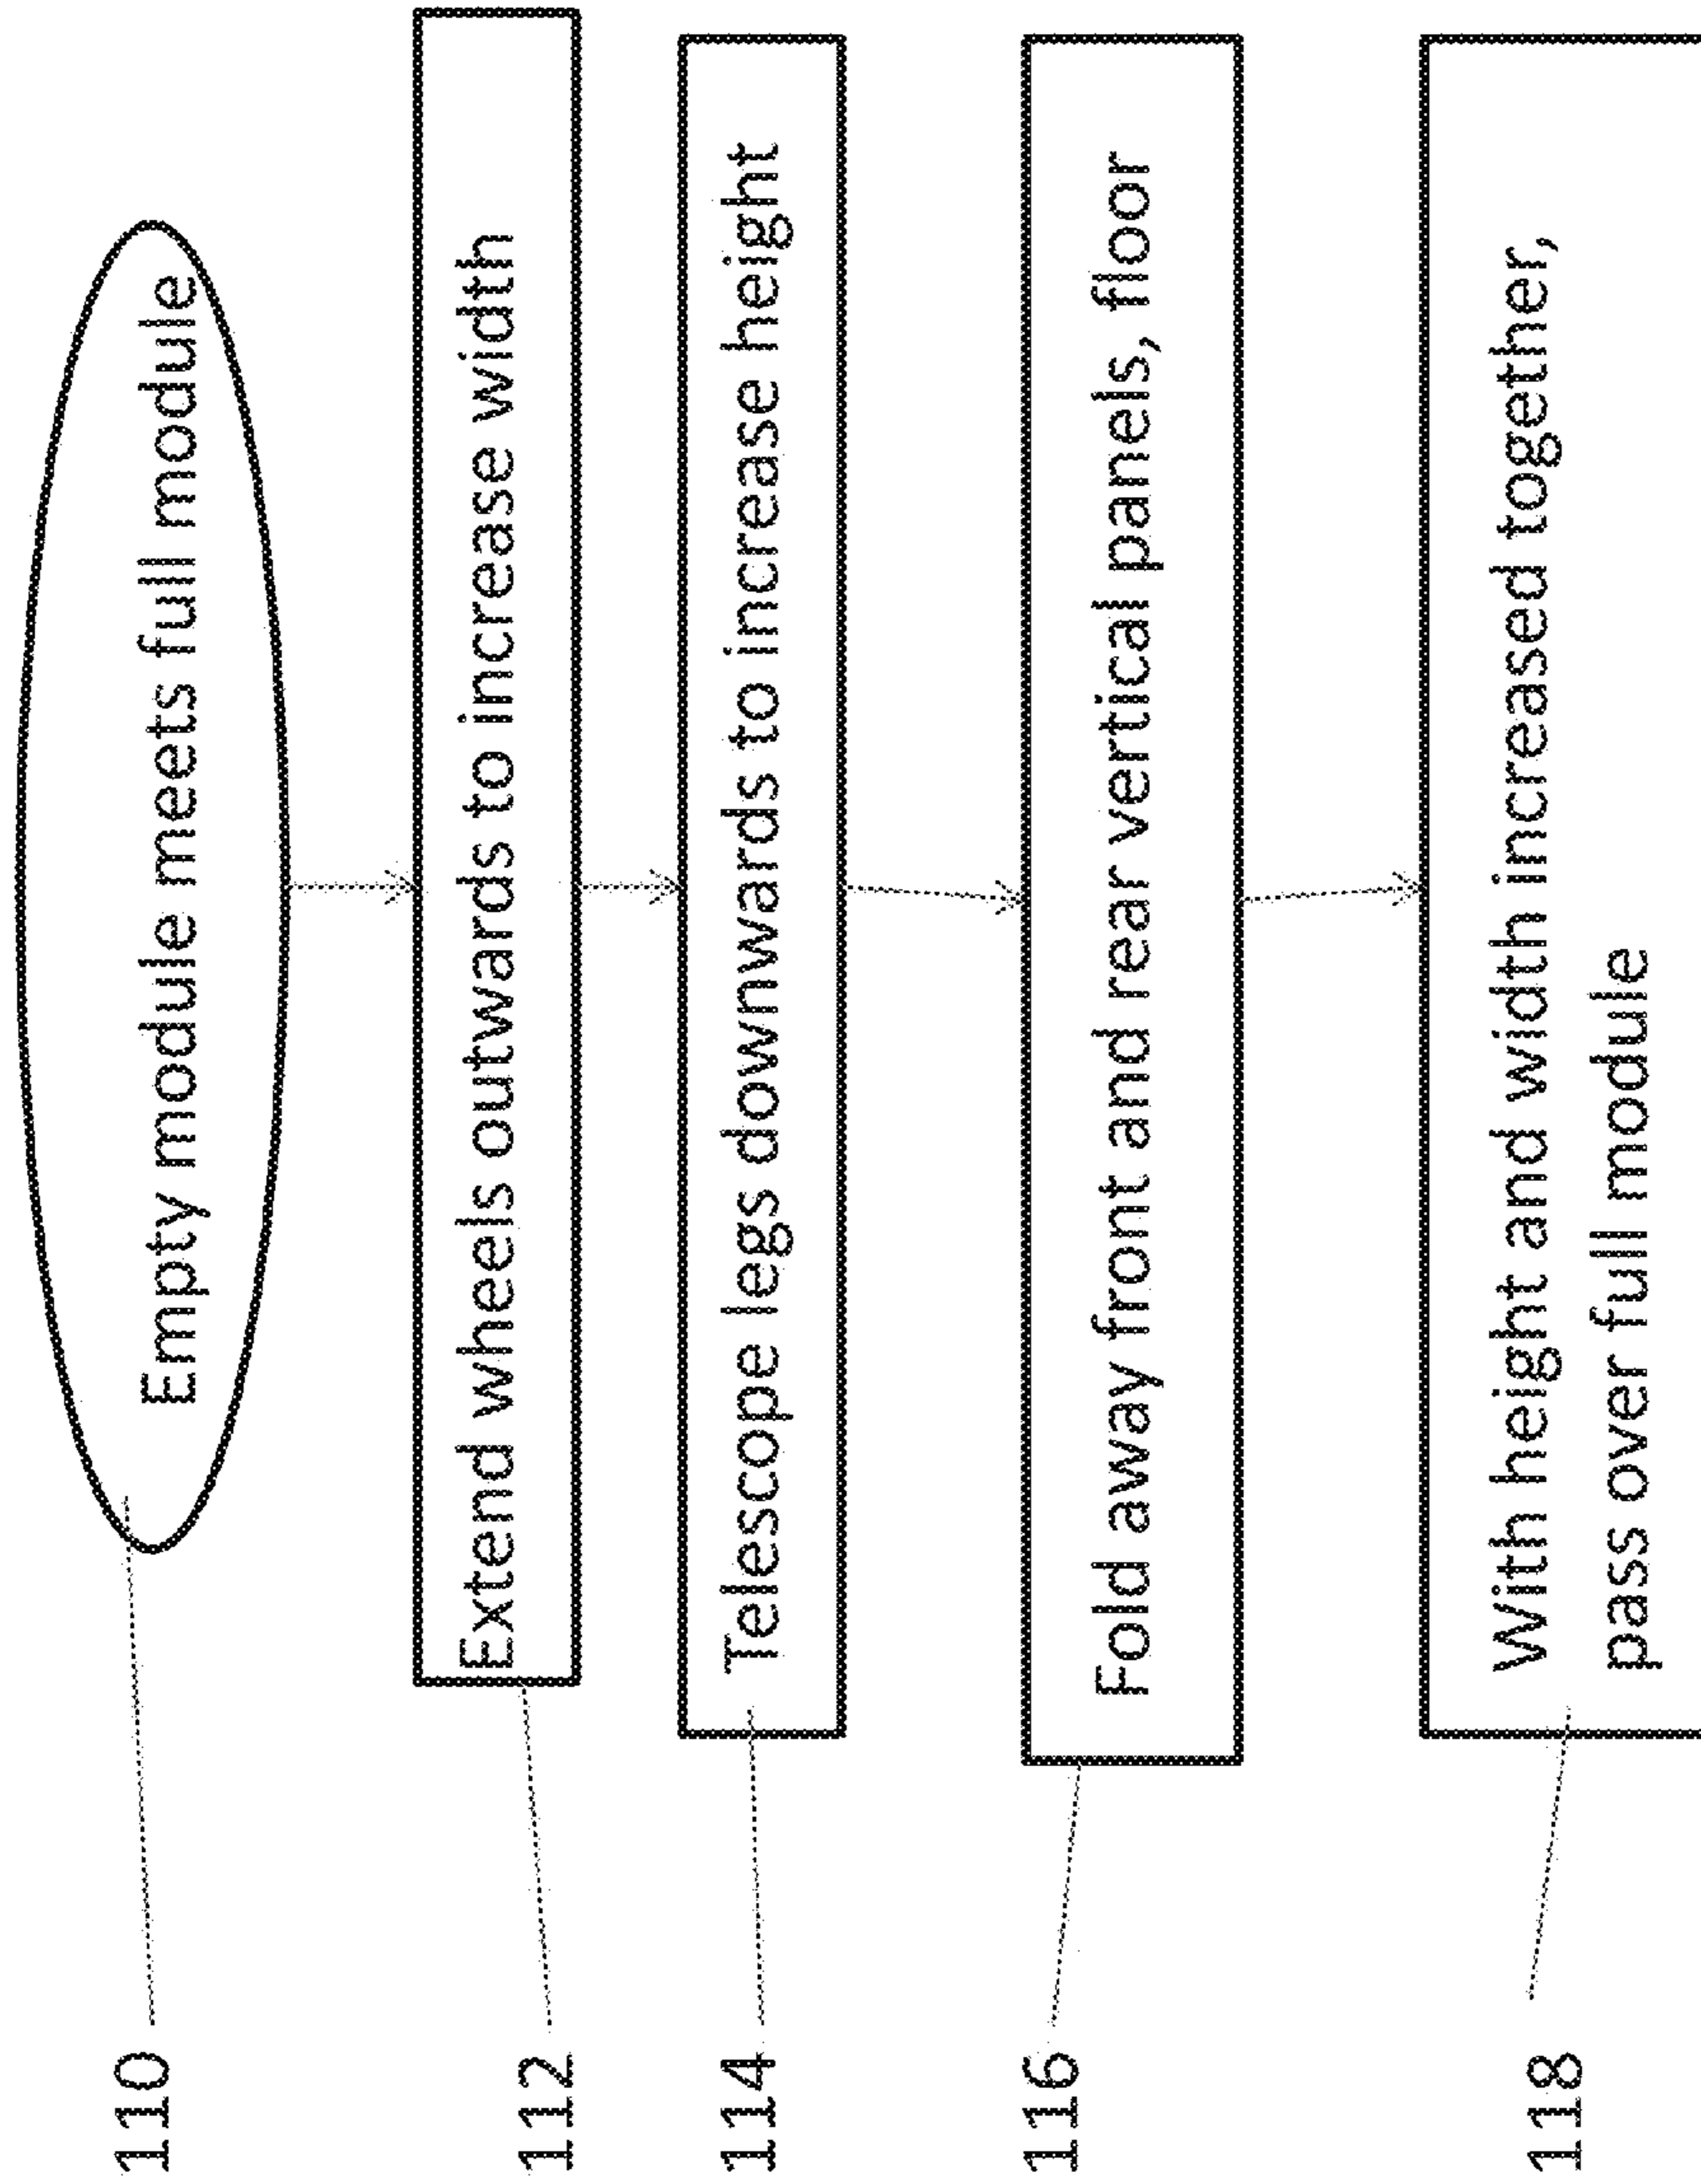 110
Empty module meets full module
112
Extend wheels outwards to increase width
114
Telescope legs downwards to increase height
116
Fold away front and rear vertical panels, floor
118
With height and width increased together,
pass over full module